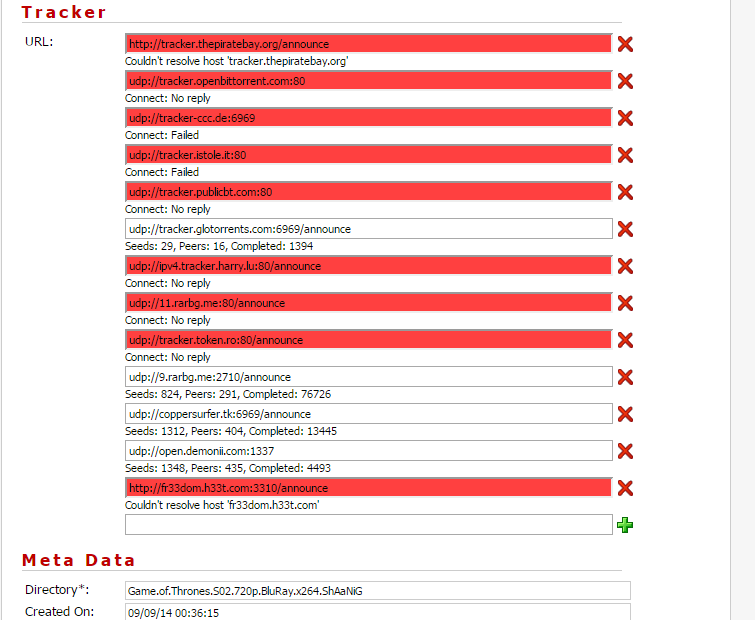 Tracker
URL:
http://tracker.thepiratebay.org/announce
Couldn't resolve host 'tracker.thepiratebay.org'
udp://tracker.openbittorrent.com:80
Connect: No reply
udp://tracker-ccc.de:6969
Connect: Failed
udp://tracker.istole.it:80
Connect: Failed
udp://tracker.publicbt.com:80
Connect: No reply
udp://tracker.glotorrents.com:6969/announce
Seeds: 29, Peers: 16, Completed: 1394
udp://ipv4.tracker.harry.lu:80/announce
Connect: No reply
udp://11.rarbg.me:80/announce
Connect: No reply
udp://tracker.token.ro:80/announce
Connect: No reply
udp://9.rarbg.me:2710/announce
Seeds: 824, Peers: 291, Completed: 76726
udp://coppersurfer.tk:6969/announce
Seeds: 1312, Peers: 404, Completed: 13445
udp://open.demonii.com:1337
Seeds: 1348, Peers: 435, Completed: 4493
http://fr33dom.h33t.com:3310/announce
Couldn't resolve host 'fr33dom.h33t.com'
Meta Data
Directory*: Game.of.Thrones.S02.720p.BluRay.x264.ShAaNiG
Created On: 09/09/14 00:36:15